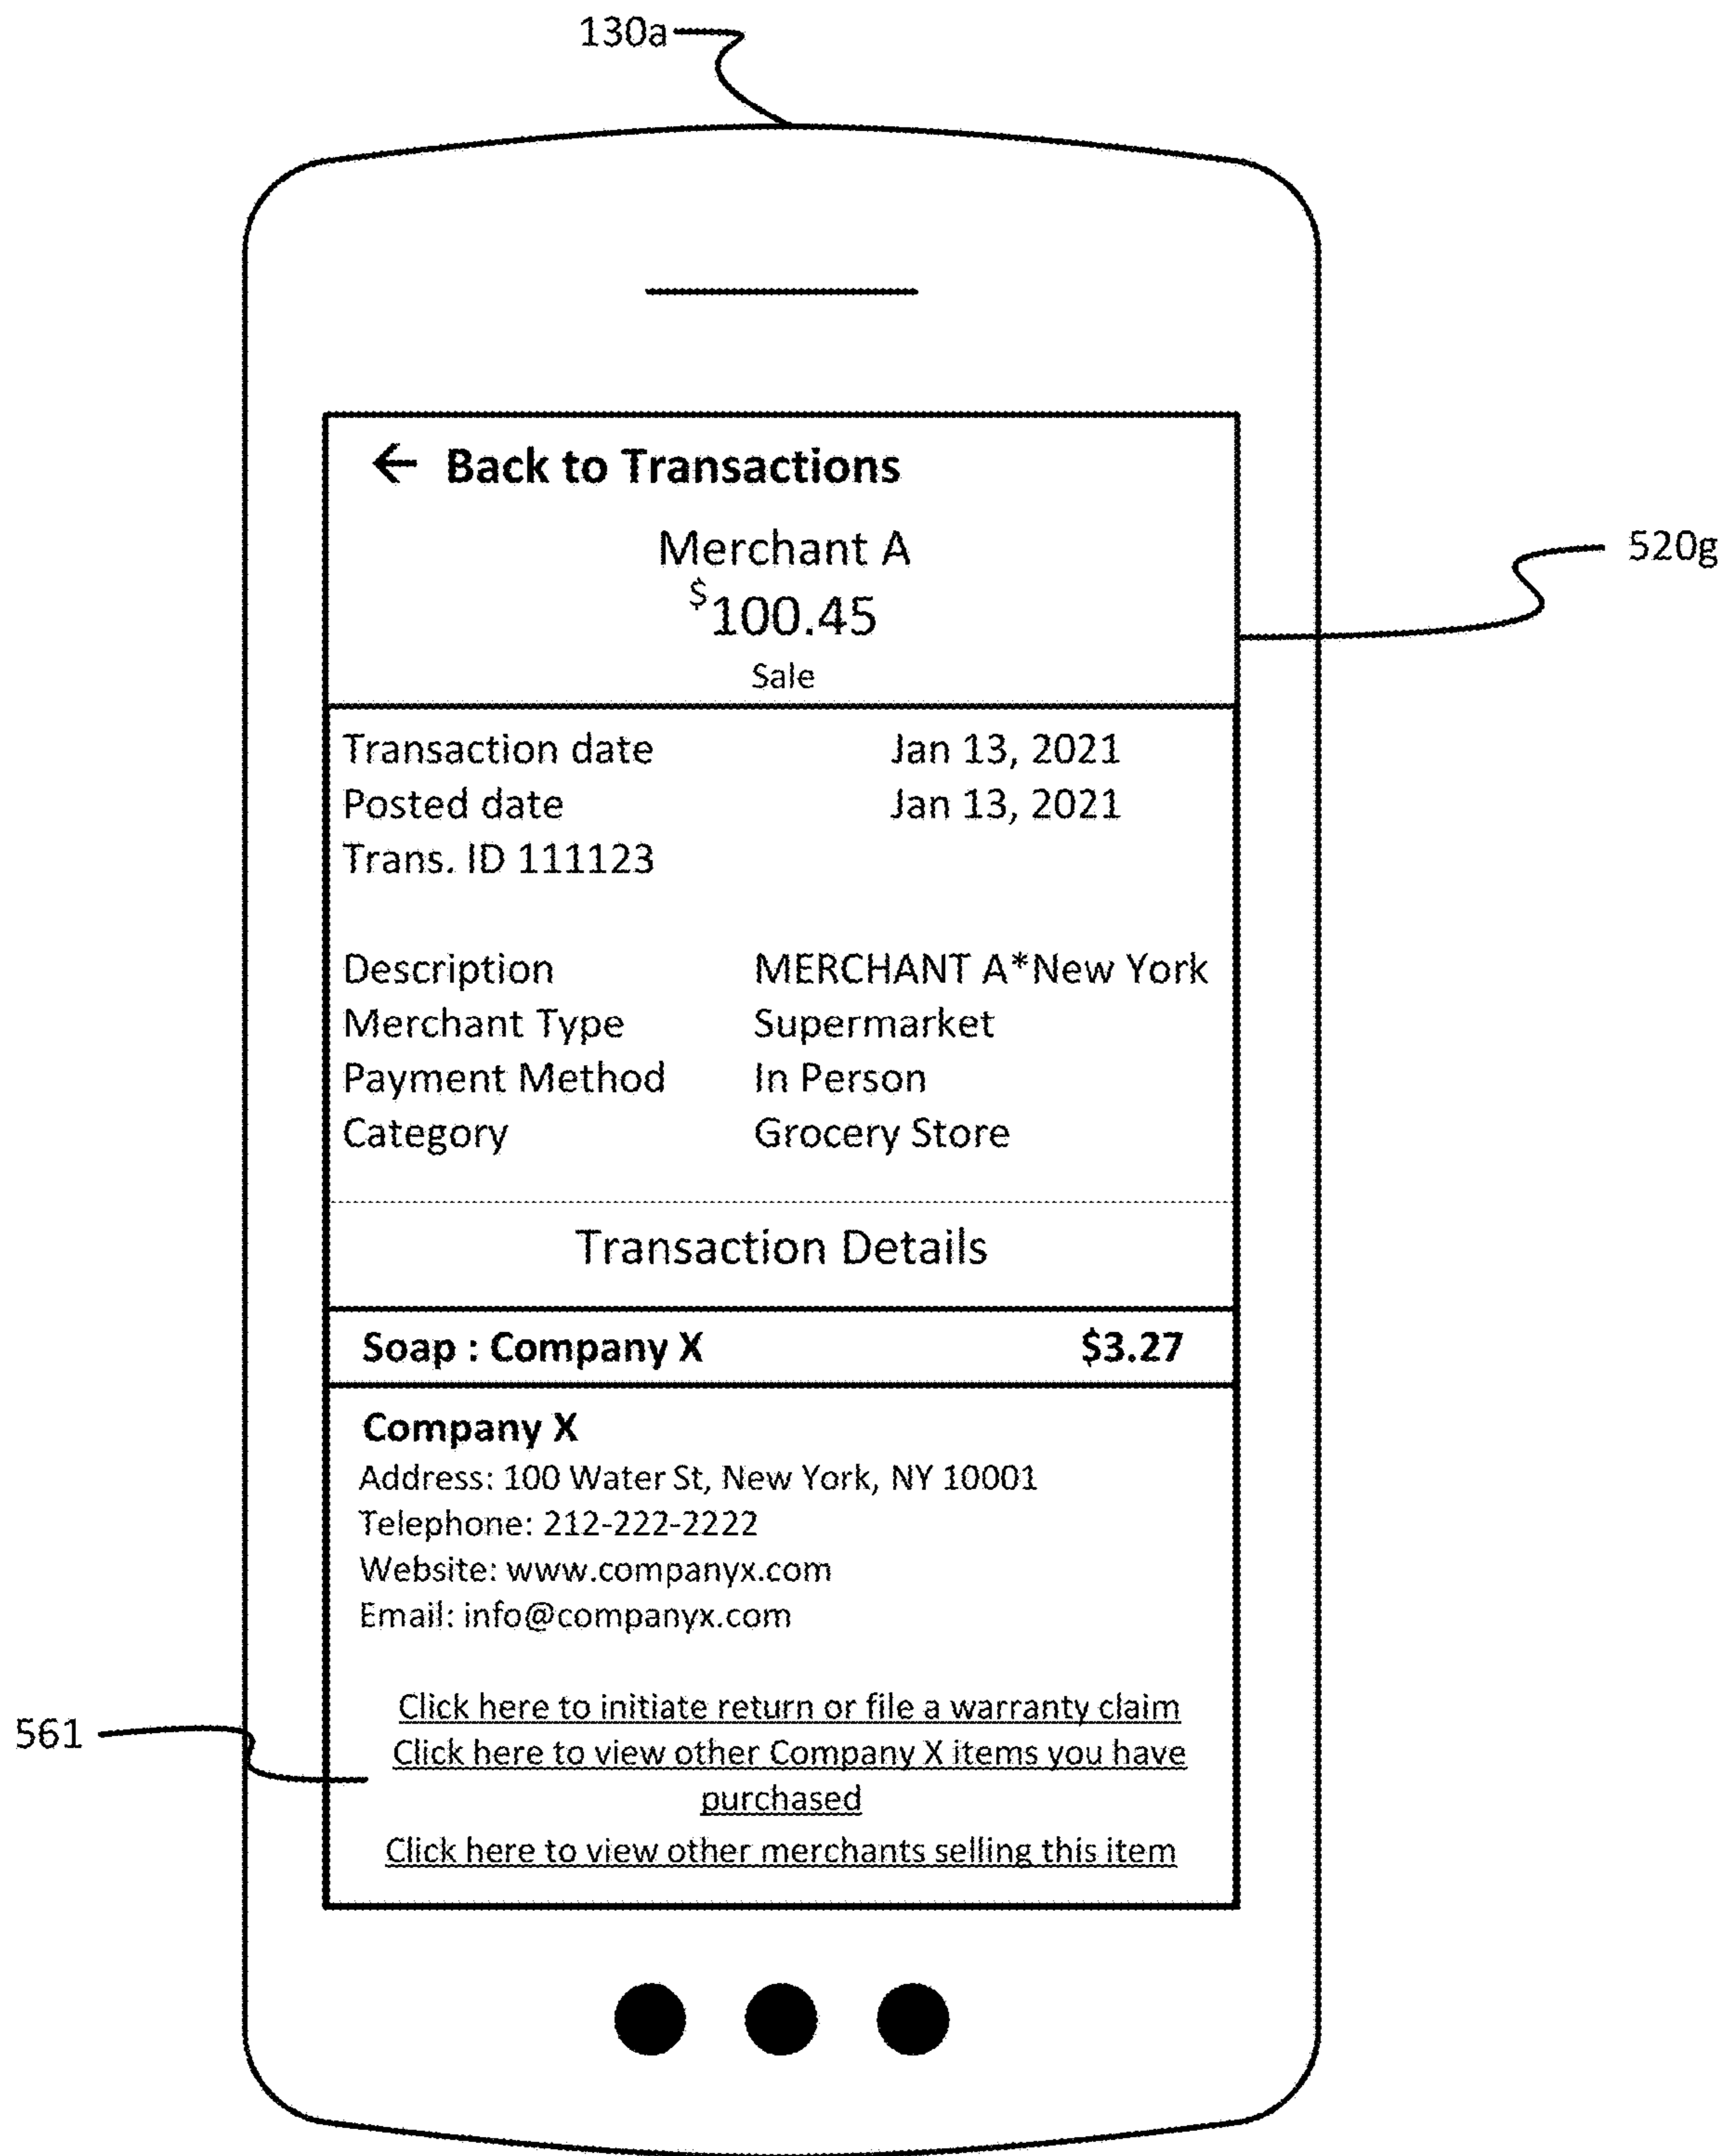 130a
← Back to Transactions
Merchant A
520g
$100.45
Sale
Transaction date Jan 13, 2021
Posted date Jan 13, 2021
Trans. ID 111123
Description MERCHANT A*New York
Merchant Type Supermarket
Payment Method In Person
Category Grocery Store
Transaction Details
Soap : Company X $3.27
Company X
Address: 100 Water St, New York, NY 10001
Telephone: 212-222-2222
Website: www.companyx.com
Email: info@companyx.com
Click here to initiate return or file a warranty claim
561
Click here to view other Company X items you have
purchased
Click here to view other merchants selling this item